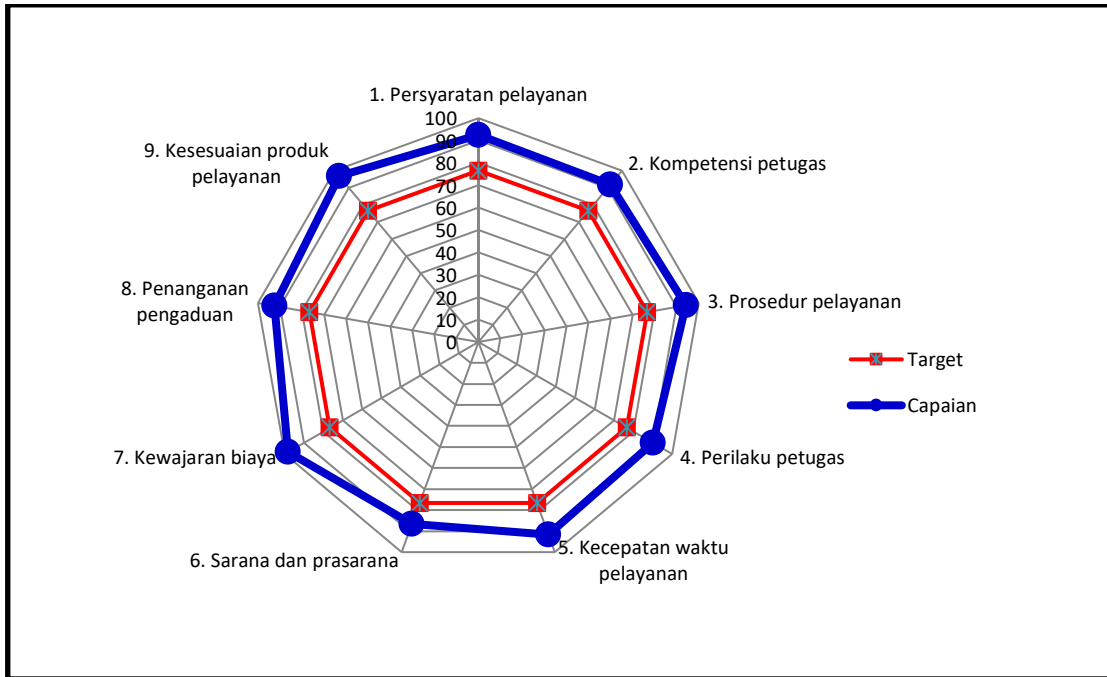 1. Persyaratan pelayanan
100
90
80
70
60
50
40
30
20
10
0
2. Kompetensi petugas
3. Prosedur pelayanan
4. Perilaku petugas
5. Kecepatan waktu
pelayanan
6. Sarana dan prasarana
7. Kewajaran biaya
8. Penanganan
pengaduan
9. Kesesuaian produk
pelayanan
Target
Capaian